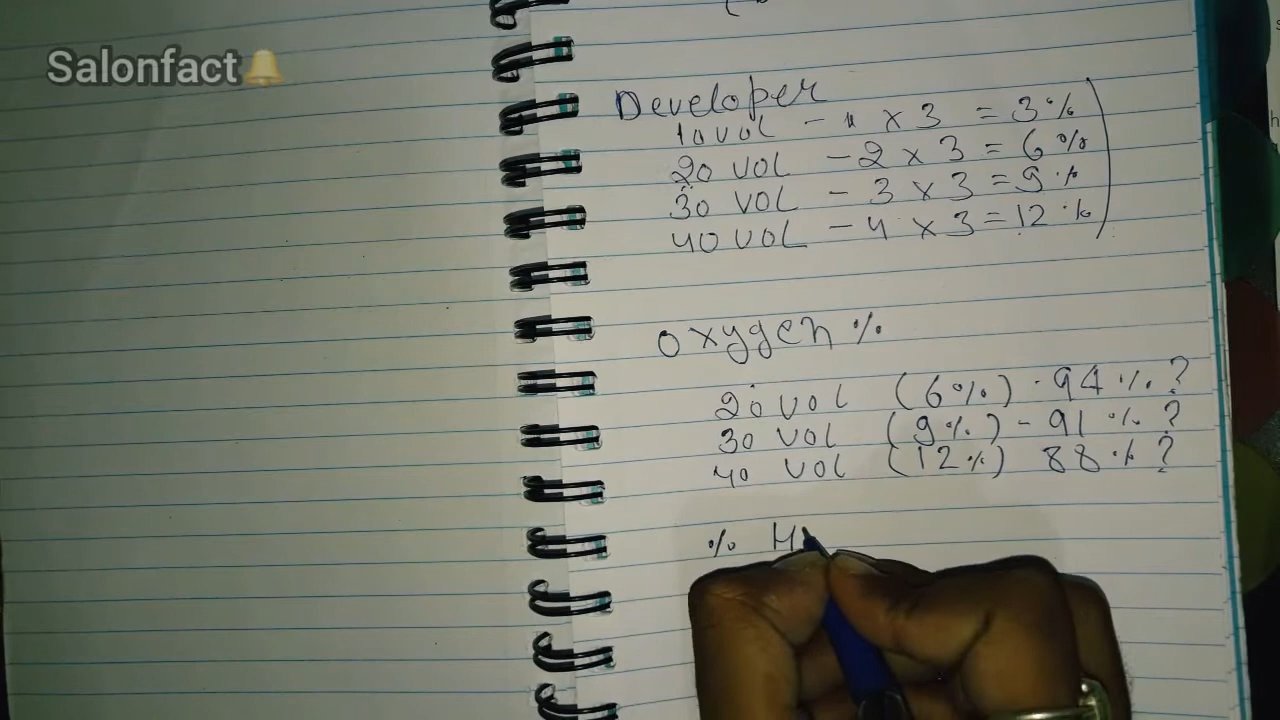 Salonfact
Developer
10 VOL - 1 x 3 = 3%
20 VOL - 2 x 3 = 6%
30 VOL - 3 x 3 = 9%
40 VOL - 4 x 3 = 12%
Oxygen %
20 VOL (6%) - 94%?
30 VOL (9%) - 91%?
40 VOL (12%) 88%?
% H